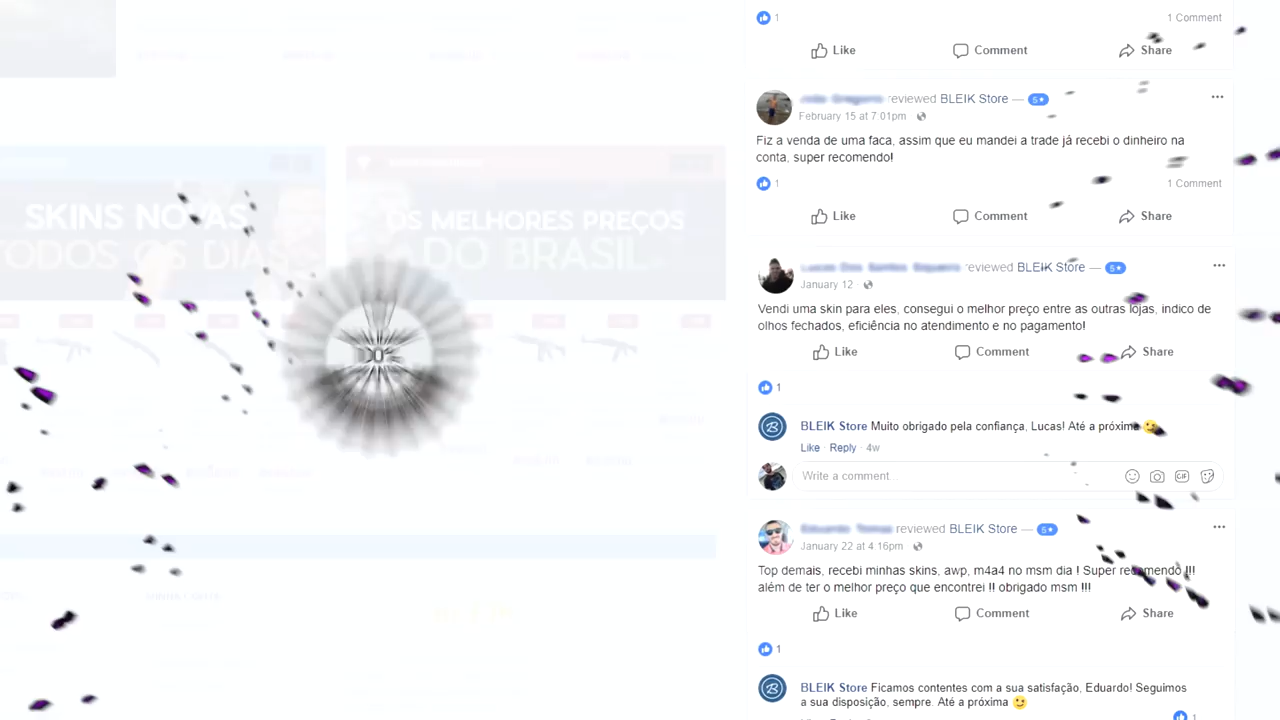 SKINS NOVAS
TODOS OS DIAS
OS MELHORES PREÇOS
DO BRASIL
1
1 Comment
Like
Comment
Share
reviewed BLEIK Store — 5★
February 15 at 7:01pm ·
Fiz a venda de uma faca, assim que eu mandei a trade já recebi o dinheiro na
conta, super recomendo!
1
1 Comment
Like
Comment
Share
reviewed BLEIK Store — 5★
January 12 ·
Vendi uma skin para eles, consegui o melhor preço entre as outras lojas, indico de
olhos fechados, eficiência no atendimento e no pagamento!
Like
Comment
Share
1
BLEIK Store Muito obrigado pela confiança, Lucas! Até a próxima
Like · Reply · 4w
Write a comment...
GIF
reviewed BLEIK Store — 5★
January 22 at 4:16pm ·
Top demais, recebi minhas skins, awp, m4a4 no msm dia ! Super recomendo !!!
além de ter o melhor preço que encontrei !! obrigado msm !!!
Like
Comment
Share
1
BLEIK Store Ficamos contentes com a sua satisfação, Eduardo! Seguimos
a sua disposição, sempre. Até a próxima
1